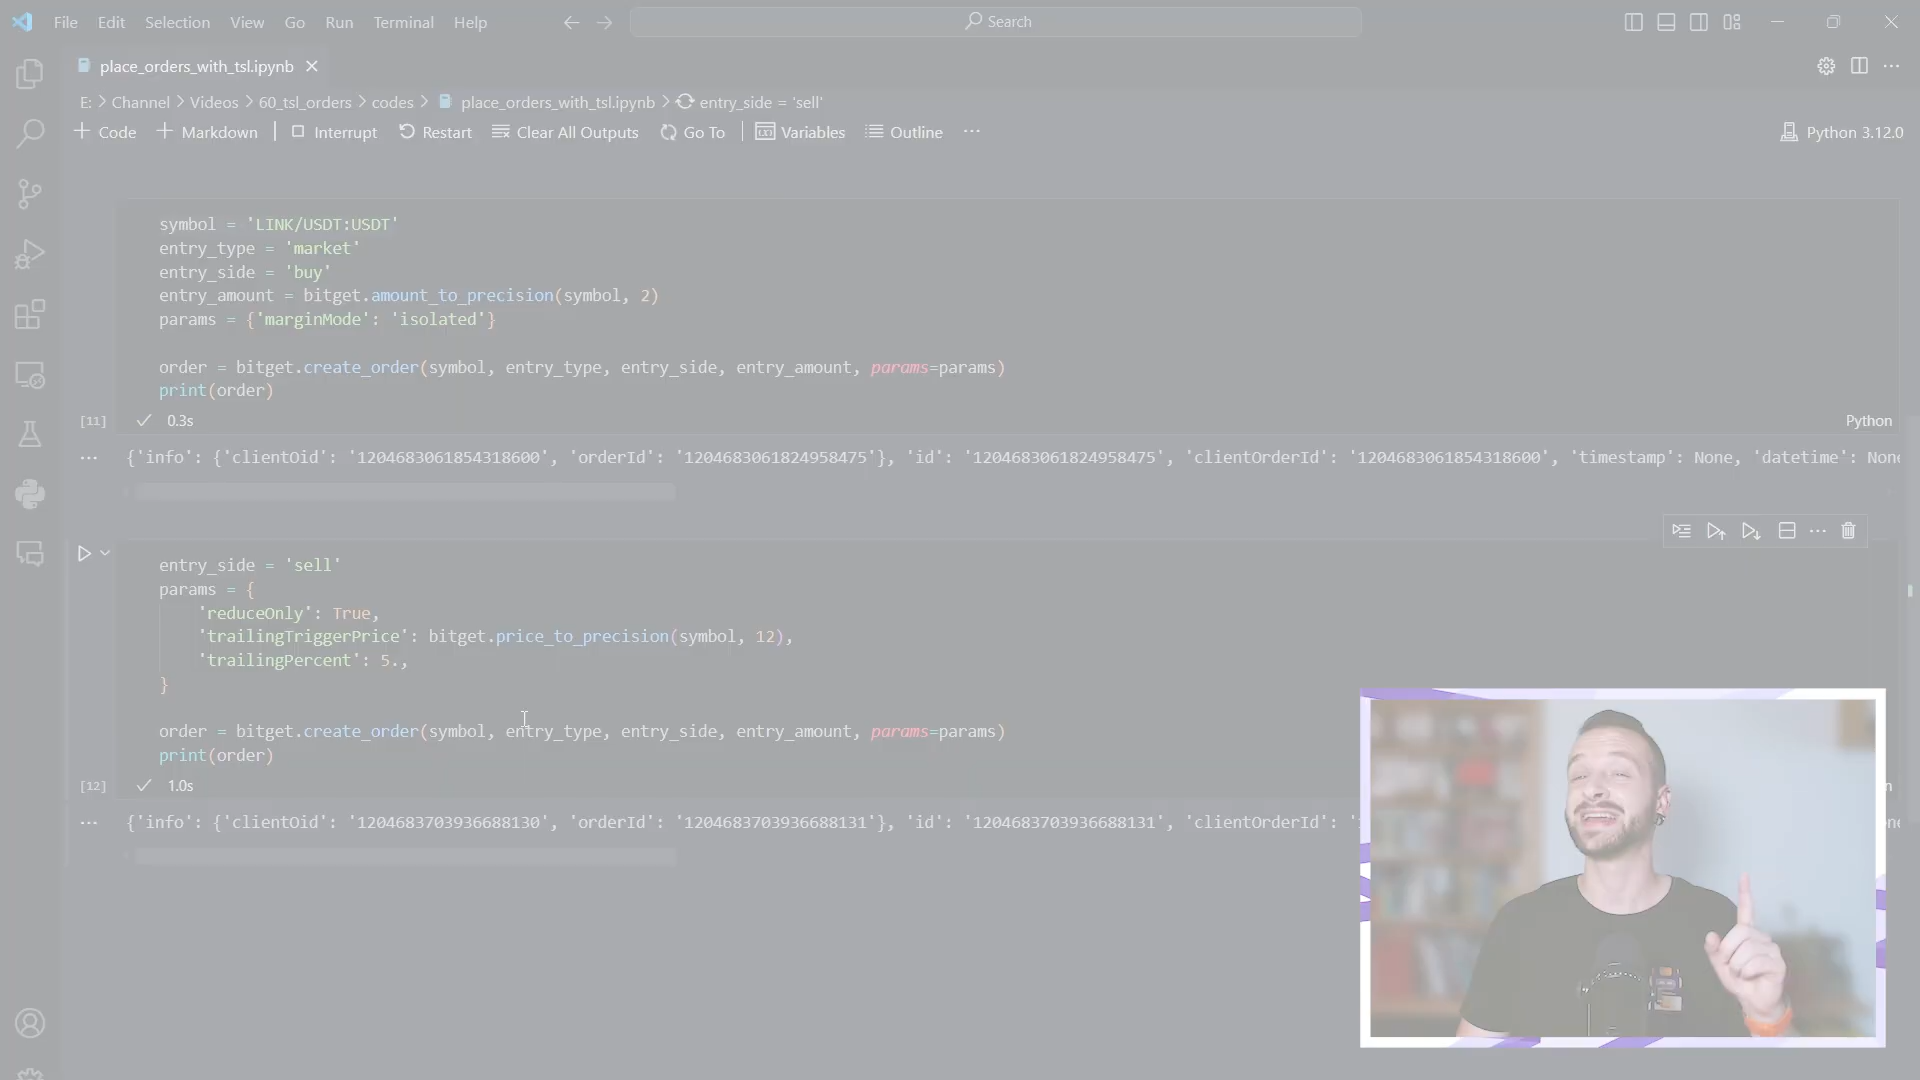 File Edit Selection View Go Run Terminal Help
Search
place_orders_with_tsl.ipynb
E: > Channel > Videos > 60_tsl_orders > codes > place_orders_with_tsl.ipynb > entry_side = 'sell'
+ Code + Markdown Interrupt Restart Clear All Outputs Go To Variables Outline ... Python 3.12.0
symbol = 'LINK/USDT:USDT'
entry_type = 'market'
entry_side = 'buy'
entry_amount = bitget.amount_to_precision(symbol, 2)
params = {'marginMode': 'isolated'}
order = bitget.create_order(symbol, entry_type, entry_side, entry_amount, params=params)
print(order)
[11] 0.3s Python
... {'info': {'clientOid': '1204683061854318600', 'orderId': '1204683061824958475'}, 'id': '1204683061824958475', 'clientOrderId': '1204683061854318600', 'timestamp': None, 'datetime': None
entry_side = 'sell'
params = {
'reduceOnly': True,
'trailingTriggerPrice': bitget.price_to_precision(symbol, 12),
'trailingPercent': 5.,
}
order = bitget.create_order(symbol, entry_type, entry_side, entry_amount, params=params)
print(order)
[12] 1.0s
... {'info': {'clientOid': '1204683703936688130', 'orderId': '1204683703936688131'}, 'id': '1204683703936688131', 'clientOrderId':